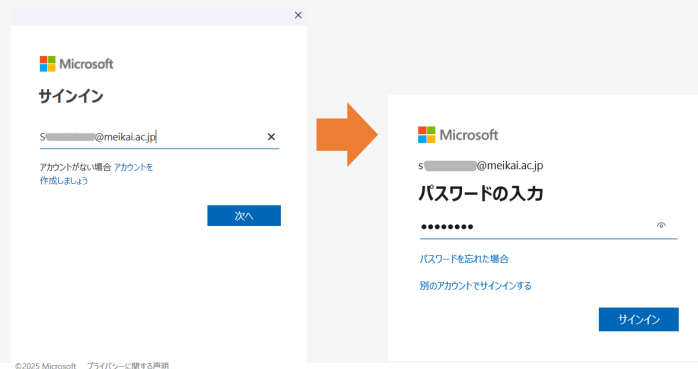 Microsoft
サインイン
S @meikai.ac.jp
アカウントがない場合 アカウントを
作成しましょう
次へ
©2025 Microsoft プライバシーに関する声明
Microsoft
s @meikai.ac.jp
パスワードの入力
パスワードを忘れた場合
別のアカウントでサインインする
サインイン